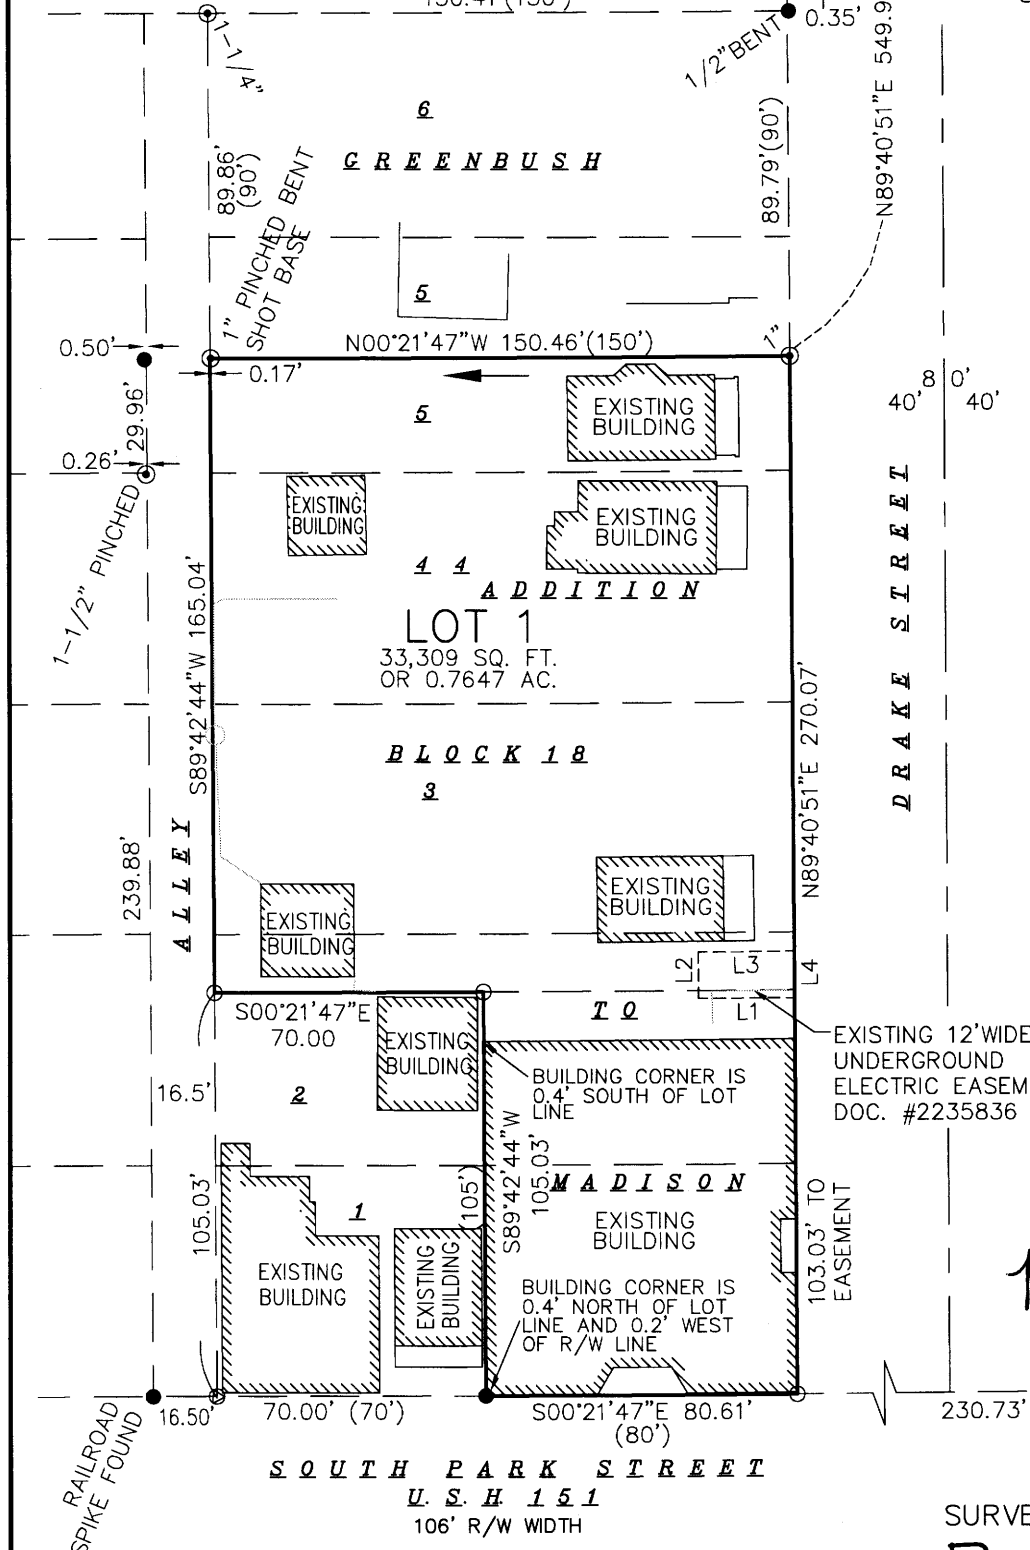 150.41'(150')
0.35'
1-1/4"
1/2"BENT
N89°40'51"E 549.9
6
GREENBUSH
89.86'
(90')
89.79'(90')
1" PINCHED BENT
SHOT BASE
5
N00°21'47"W 150.46'(150')
1"
0.50'
0.17'
80'
40' 40'
29.96'
0.26'
1-1/2" PINCHED
5
EXISTING
BUILDING
EXISTING
BUILDING
EXISTING
BUILDING
4 4
ADDITION
DRAKE STREET
LOT 1
33,309 SQ. FT.
OR 0.7647 AC.
S89°42'44"W 165.04'
N89°40'51"E 270.07'
BLOCK 18
3
ALLEY
239.88'
EXISTING
BUILDING
EXISTING
BUILDING
L2
L3
L4
L1
S00°21'47"E
70.00
TO
EXISTING 12'WIDE
UNDERGROUND
ELECTRIC EASEM
DOC. #2235836
EXISTING
BUILDING
16.5'
2
BUILDING CORNER IS
0.4' SOUTH OF LOT
LINE
S89°42'44"W
105.03'
(105')
105.03'
MADISON
1
EXISTING
BUILDING
103.03' TO
EASEMENT
EXISTING
BUILDING
EXISTING
BUILDING
BUILDING CORNER IS
0.4' NORTH OF LOT
LINE AND 0.2' WEST
OF R/W LINE
16.50'
70.00' (70')
S00°21'47"E 80.61'
(80')
230.73'
RAILROAD
SPIKE FOUND
SOUTH PARK STREET
U.S.H. 151
106' R/W WIDTH
SURVE